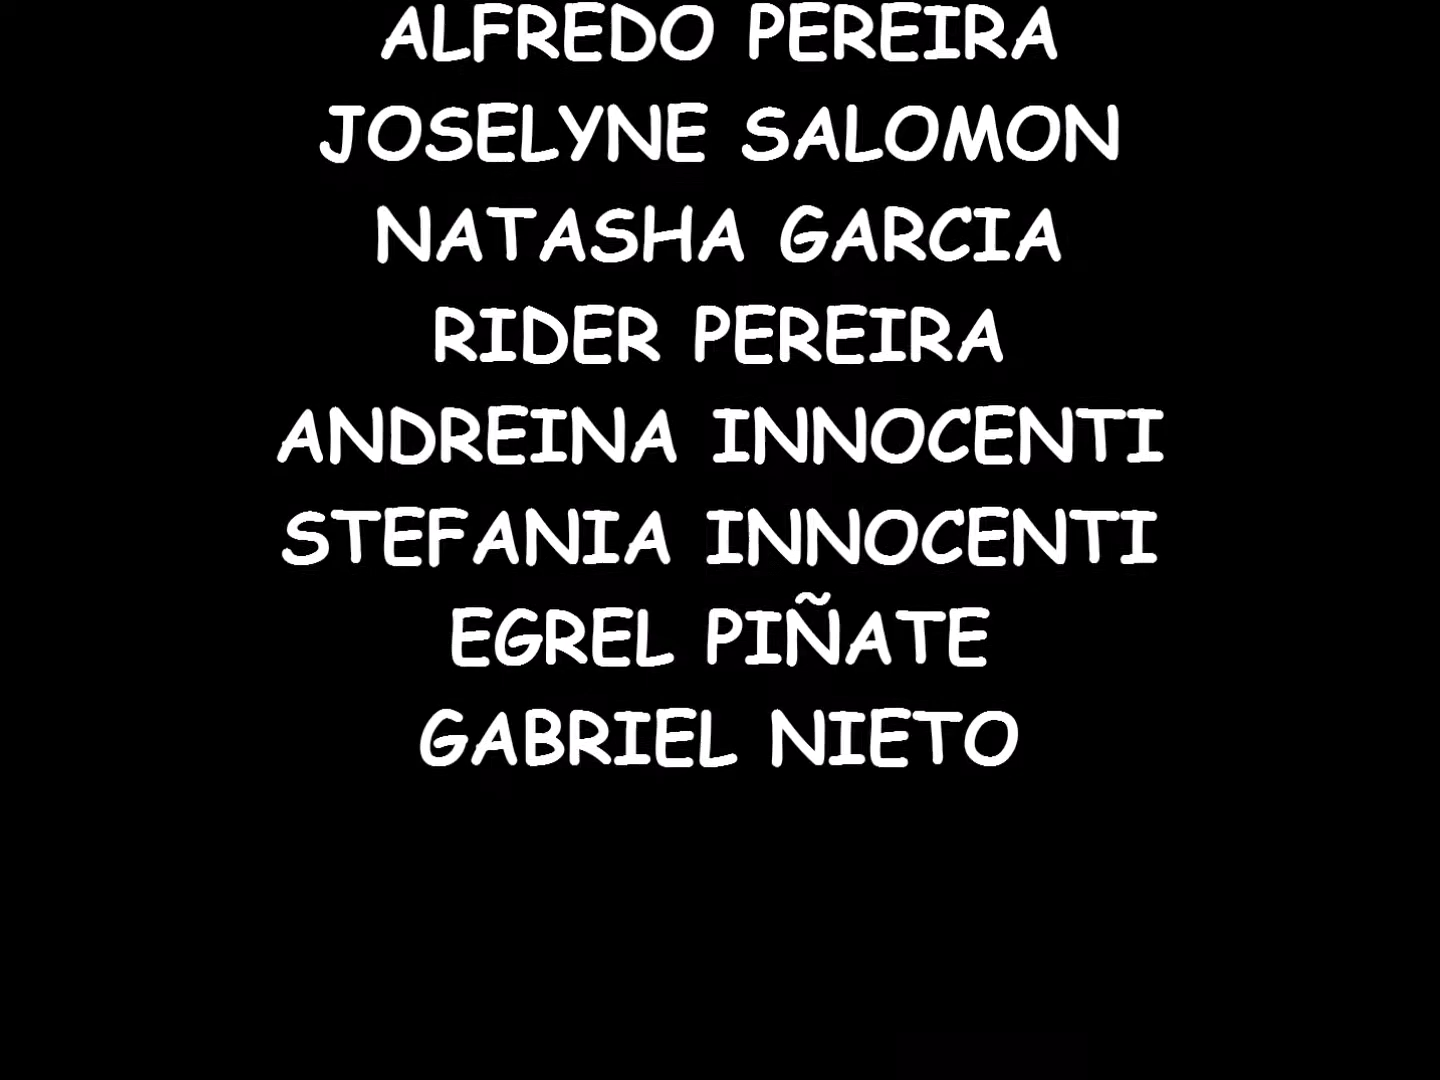 ALFREDO PEREIRA
JOSELYNE SALOMON
NATASHA GARCIA
RIDER PEREIRA
ANDREINA INNOCENTI
STEFANIA INNOCENTI
EGREL PIÑATE
GABRIEL NIETO